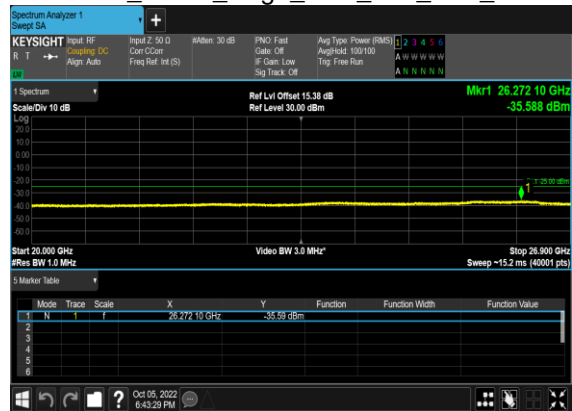 Spectrum Analyzer 1
Swept SA
KEYSIGHT Input: RF Input Z: 50 Ω #Atten: 30 dB PNO: Fast Avg Type: Power (RMS) 1 2 3 4 5 6
R T Coupling: DC Corr CCorr Gate: Off Avg|Hold: 100/100 A W W W W W
Align: Auto Freq Ref: Int (S) IF Gain: Low Trig: Free Run
LW Sig Track: Off A N N N N N
1 Spectrum Ref Lvl Offset 15.38 dB Mkr1 26.272 10 GHz
Scale/Div 10 dB Ref Level 30.00 dBm -35.588 dBm
Log
20.0
10.0
0.00
-10.0
-20.0
-25.00 dBm
-30.0 1
-40.0
-50.0
-60.0
Start 20.000 GHz Video BW 3.0 MHz* Stop 26.900 GHz
#Res BW 1.0 MHz Sweep ~15.2 ms (40001 pts)
5 Marker Table
Mode Trace Scale X Y Function Function Width Function Value
1 N 1 f 26.272 10 GHz -35.59 dBm
2
3
4
5
6
? Oct 05, 2022
6:43:29 PM